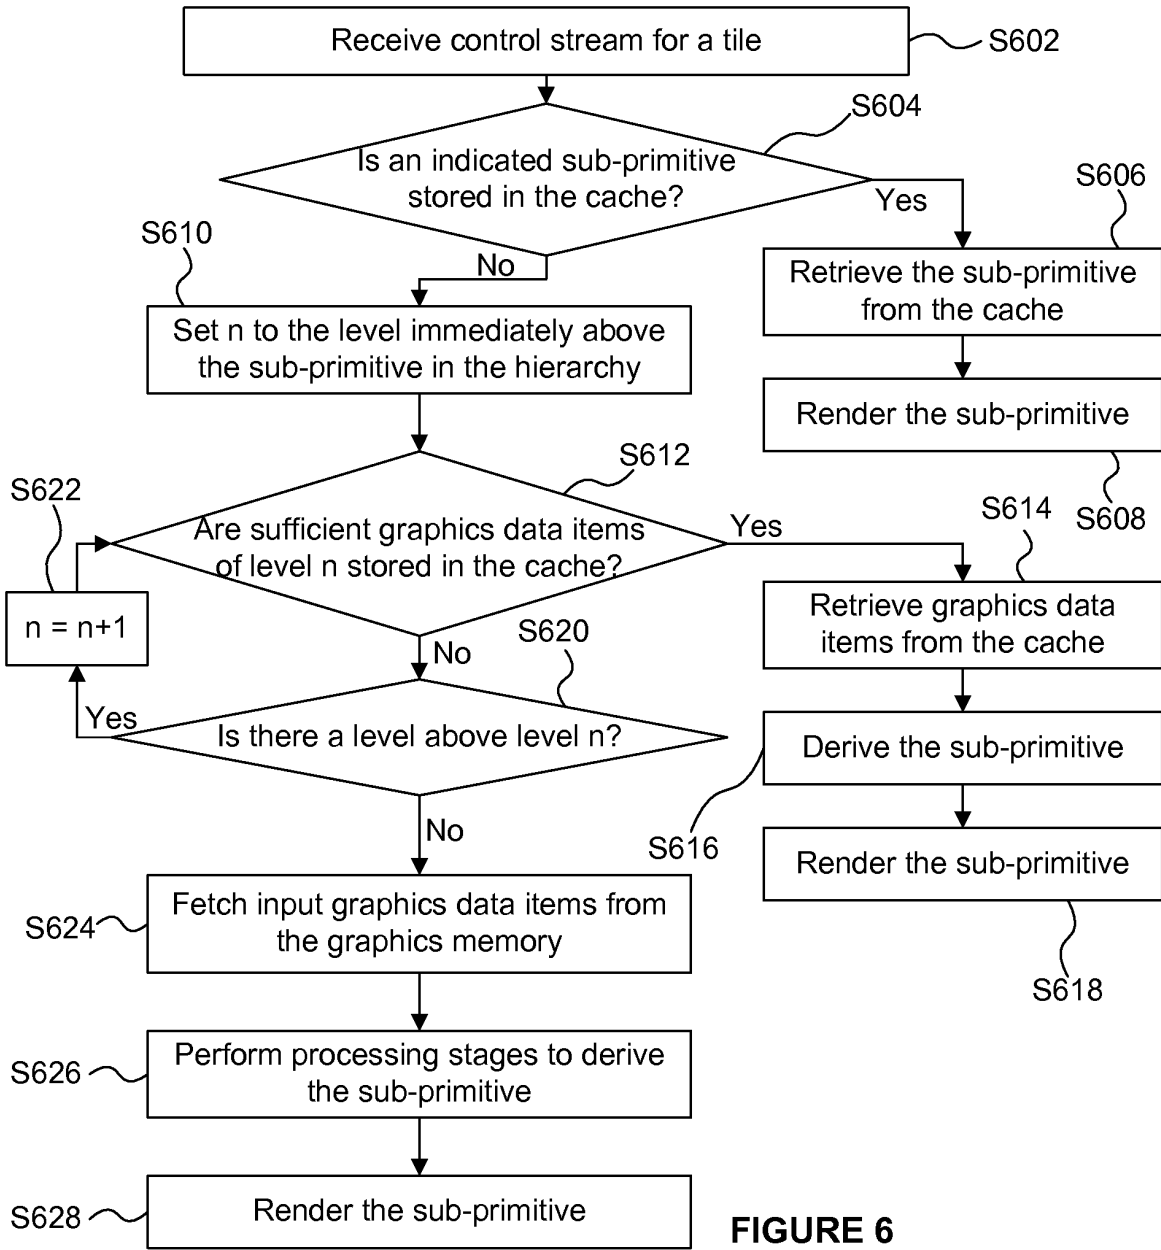 Receive control stream for a tile
S602
S604
Is an indicated sub-primitive
stored in the cache?
Yes
S606
Retrieve the sub-primitive
from the cache
Render the sub-primitive
S608
No
S610
Set n to the level immediately above
the sub-primitive in the hierarchy
S612
Are sufficient graphics data items
of level n stored in the cache?
Yes
S614
Retrieve graphics data
items from the cache
Derive the sub-primitive
S616
Render the sub-primitive
S618
S622
n = n+1
No
S620
Is there a level above level n?
Yes
No
S624
Fetch input graphics data items from
the graphics memory
S626
Perform processing stages to derive
the sub-primitive
S628
Render the sub-primitive
FIGURE 6